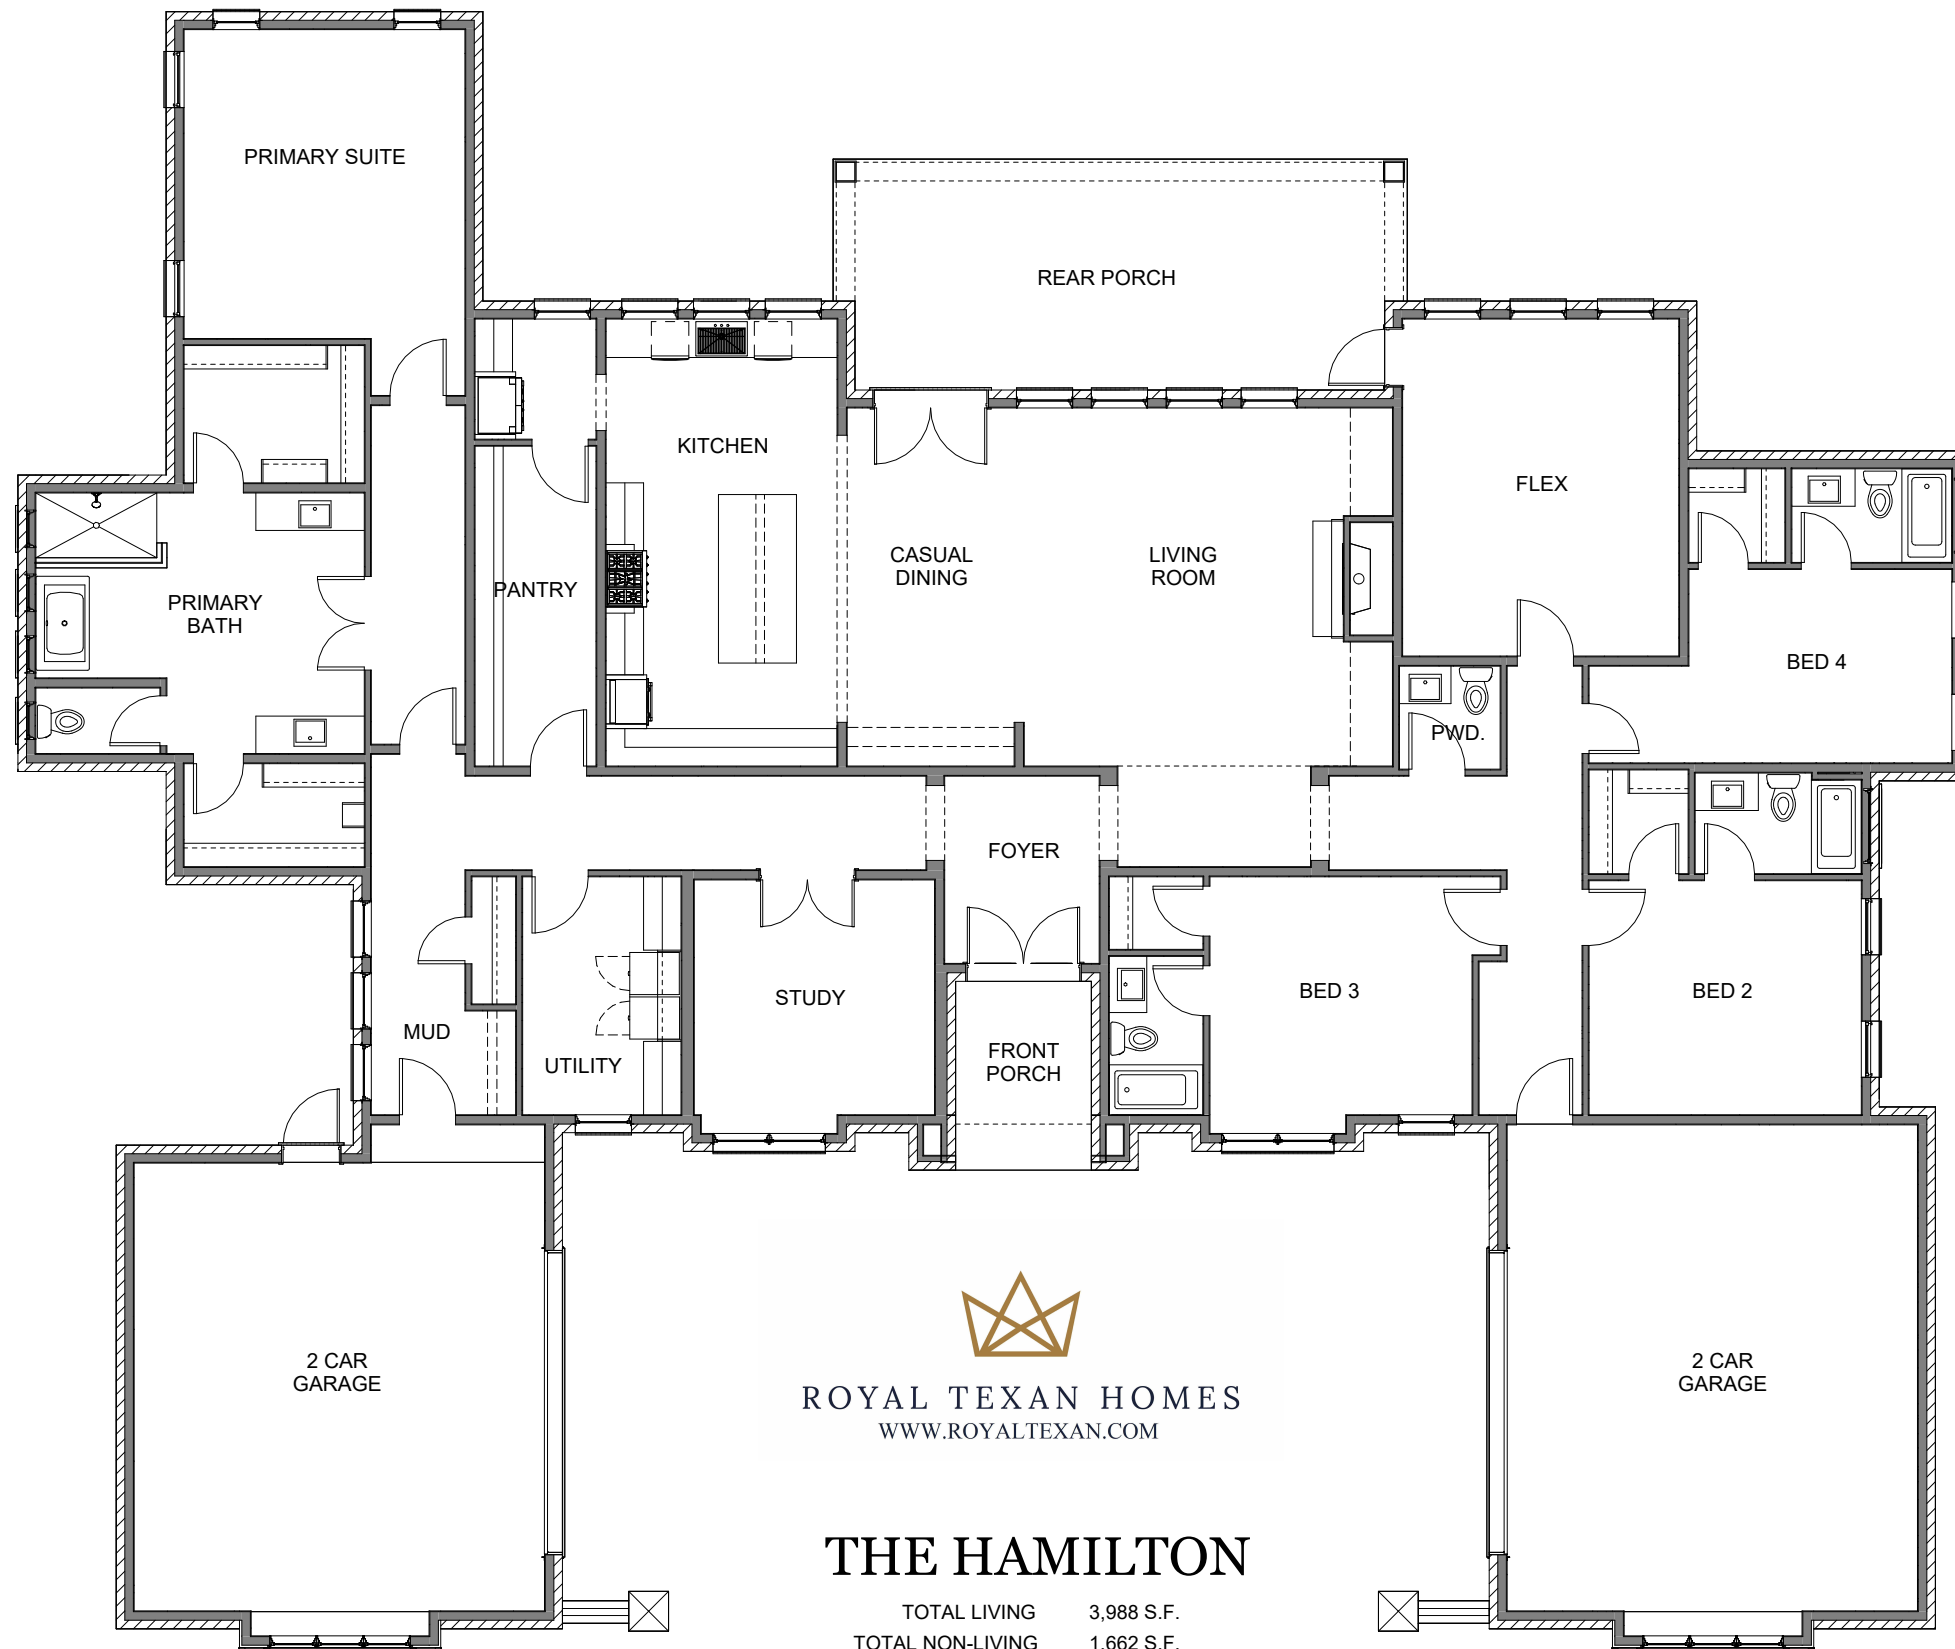 PRIMARY SUITE
REAR PORCH
KITCHEN
FLEX
CASUAL
DINING
LIVING
ROOM
PANTRY
PRIMARY
BATH
BED 4
PWD.
FOYER
STUDY
BED 3
BED 2
MUD
UTILITY
FRONT
PORCH
2 CAR
GARAGE
2 CAR
GARAGE
ROYAL TEXAN HOMES
WWW.ROYALTEXAN.COM
THE HAMILTON
TOTAL LIVING 3,988 S.F.
TOTAL NON-LIVING 1,662 S.F.